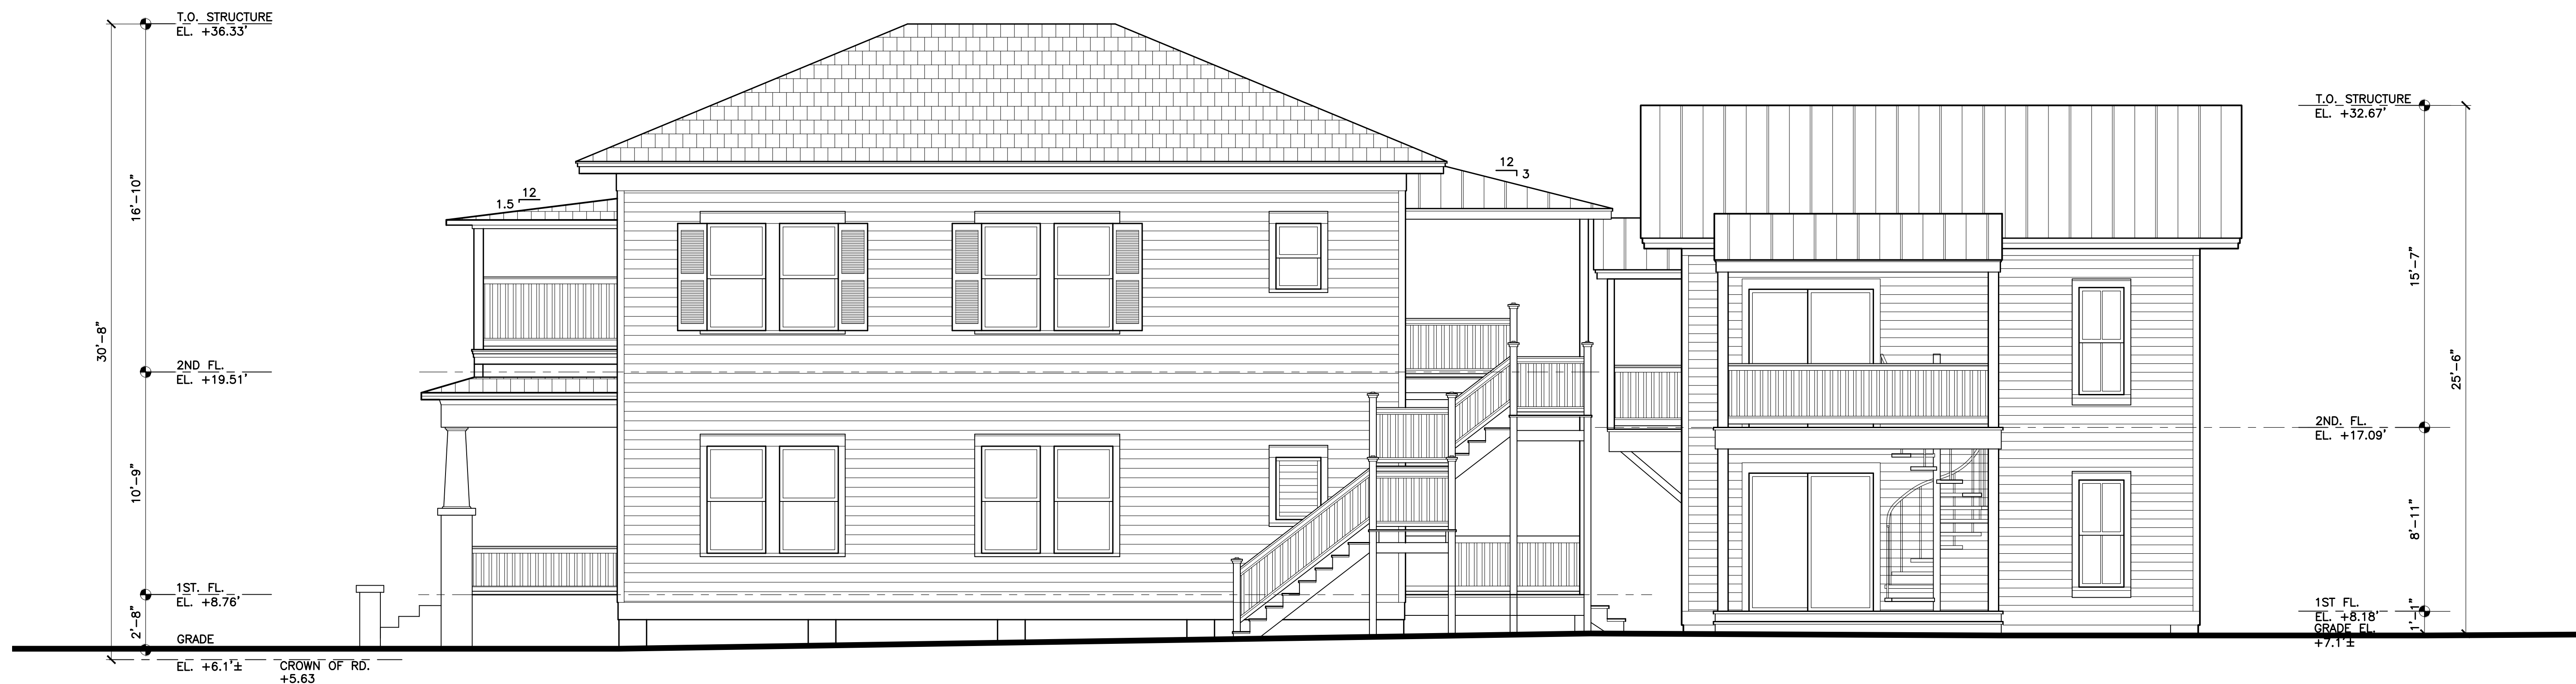 T.O. STRUCTURE
EL. +36.33'
30'-8"
16'-10"
2ND FL.
EL. +19.51'
10'-9"
1ST. FL.
EL. +8.76'
2'-8"
GRADE
EL. +6.1'±
CROWN OF RD.
+5.63
12
1.5
12
3
T.O. STRUCTURE
EL. +32.67'
15'-7"
25'-6"
2ND. FL.
EL. +17.09'
8'-11"
1ST FL.
EL. +8.18'
GRADE EL.
+7.1'±
1'-1"